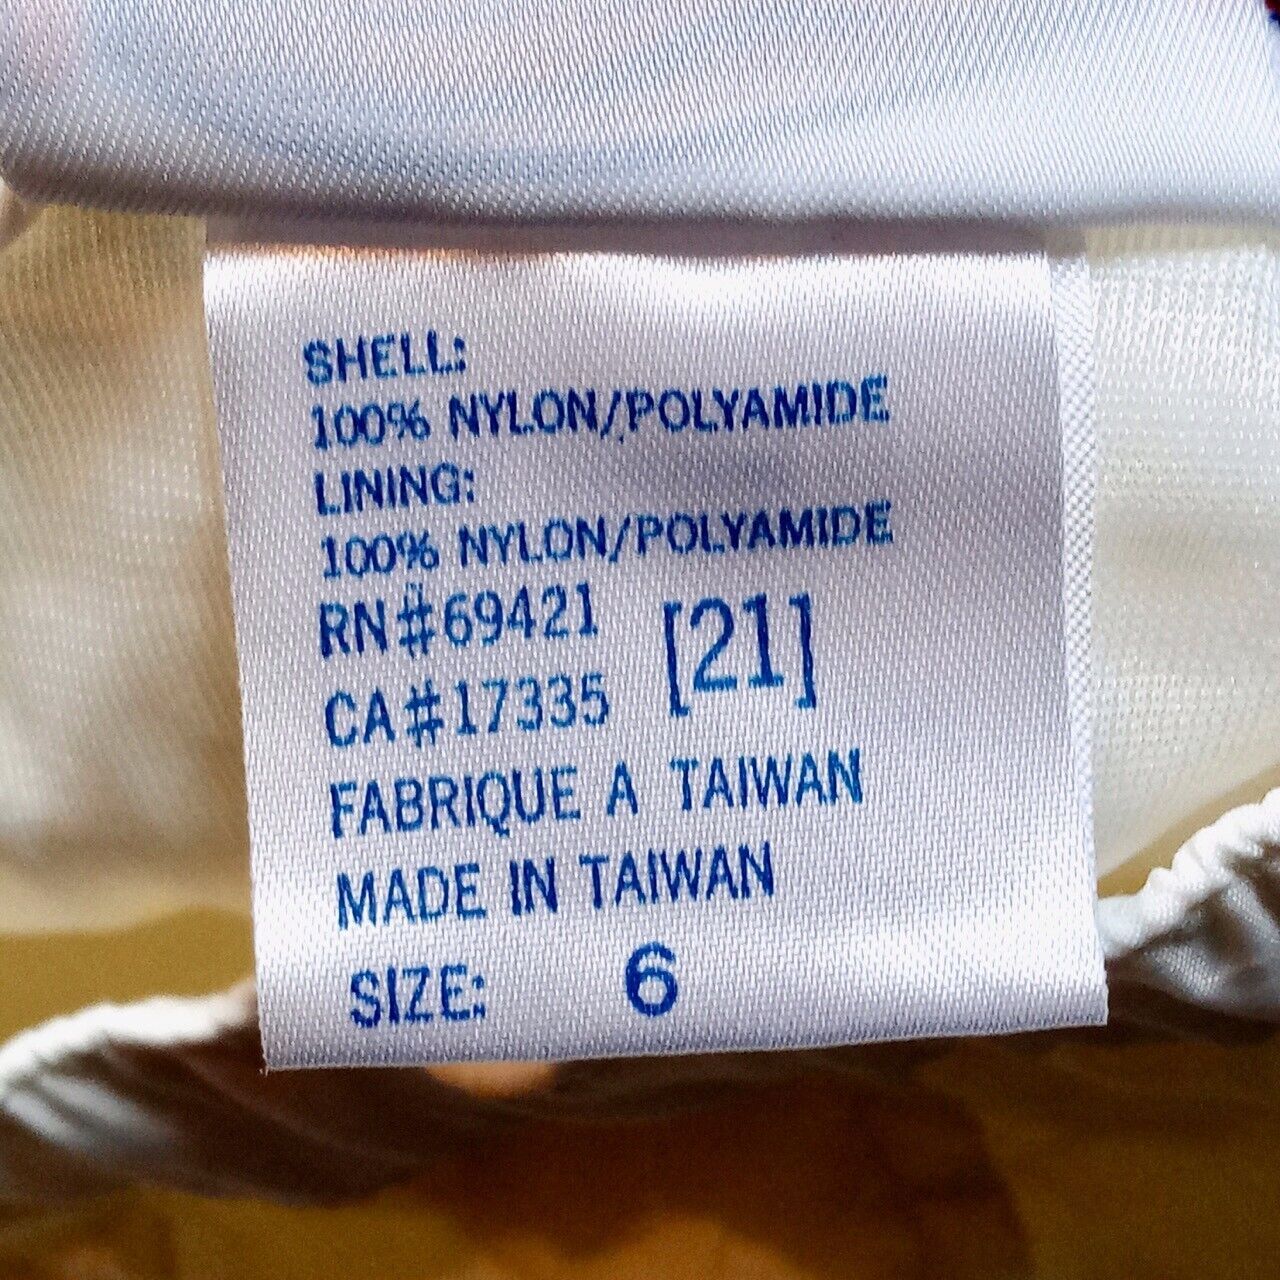 SHELL:
100% NYLON/POLYAMIDE
LINING:
100% NYLON/POLYAMIDE
RN#69421
[21]
CA#17335
FABRIQUE A TAIWAN
MADE IN TAIWAN
SIZE: 6